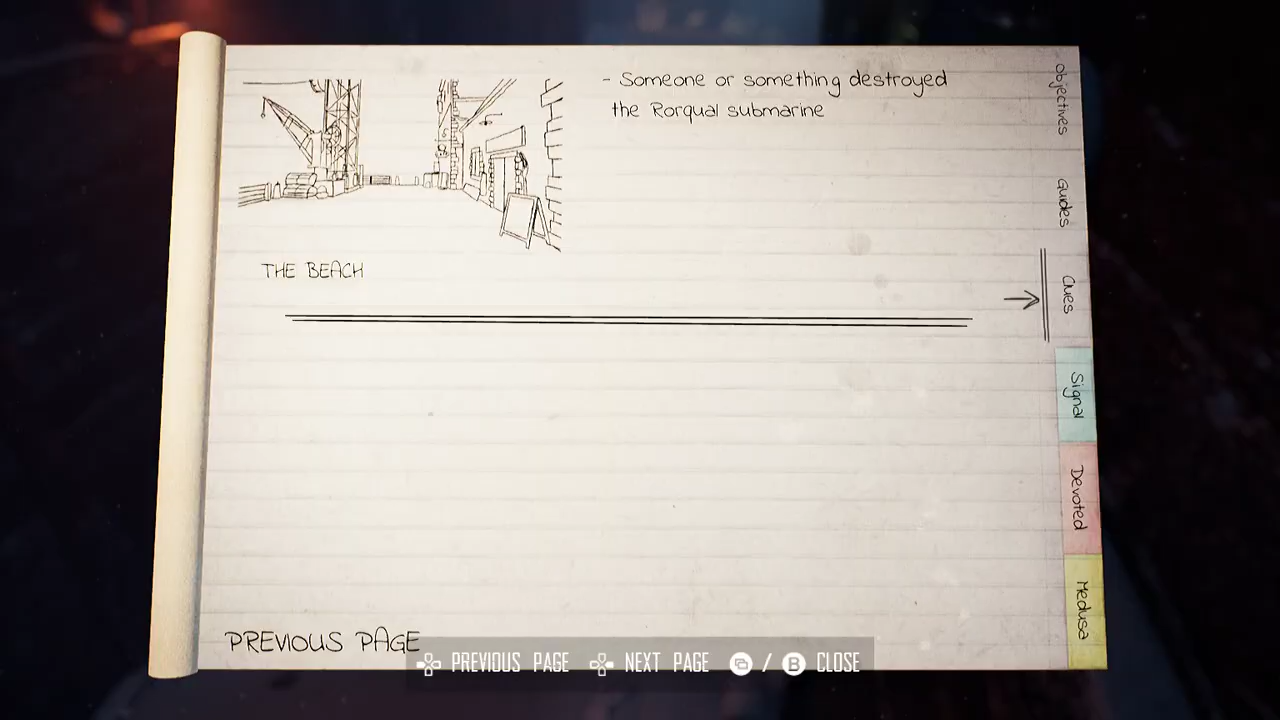 - Someone or something destroyed
the Rorqual submarine
THE BEACH
Objectives
Guides
Clues
Signal
Devoted
Medusa
PREVIOUS PAGE
PREVIOUS PAGE NEXT PAGE / B CLOSE